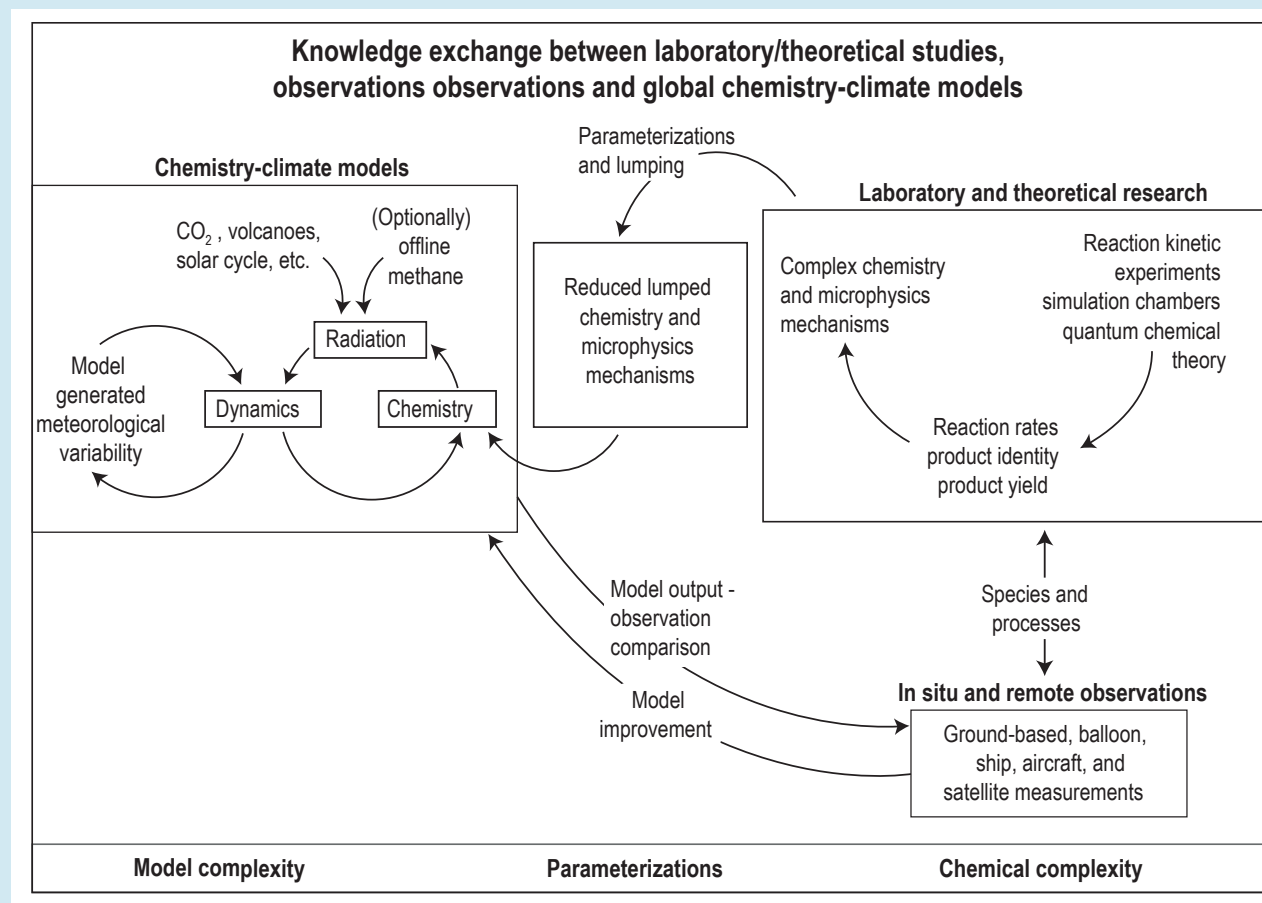 Knowledge exchange between laboratory/theoretical studies,
observations observations and global chemistry-climate models
Chemistry-climate models
CO₂ , volcanoes,
solar cycle, etc.
(Optionally)
offline
methane
Radiation
Model
generated
meteorological
variability
Dynamics
Chemistry
Parameterizations
and lumping
Reduced lumped
chemistry and
microphysics
mechanisms
Laboratory and theoretical research
Complex chemistry
and microphysics
mechanisms
Reaction kinetic
experiments
simulation chambers
quantum chemical
theory
Reaction rates
product identity
product yield
Model output -
observation
comparison
Model
improvement
Species and
processes
In situ and remote observations
Ground-based, balloon,
ship, aircraft, and
satellite measurements
Model complexity
Parameterizations
Chemical complexity